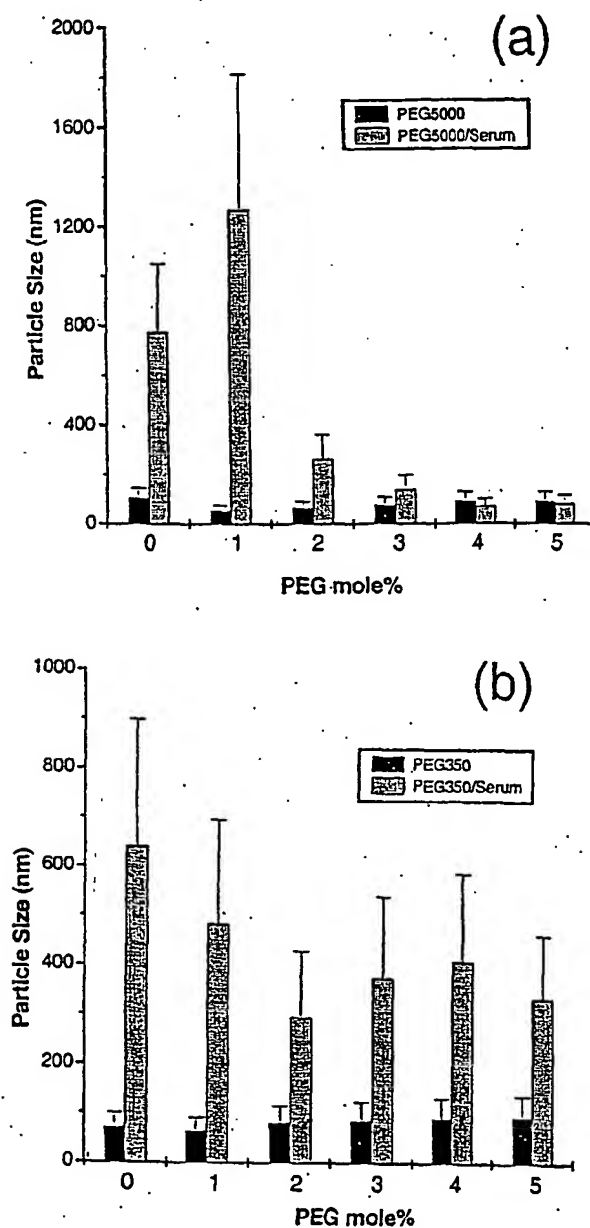 (a)
2000
1600
1200
800
400
0
Particle Size (nm)
PEG5000
PEG5000/Serum
0 1 2 3 4 5
PEG mole%
(b)
1000
800
600
400
200
0
Particle Size (nm)
PEG350
PEG350/Serum
0 1 2 3 4 5
PEG mole%